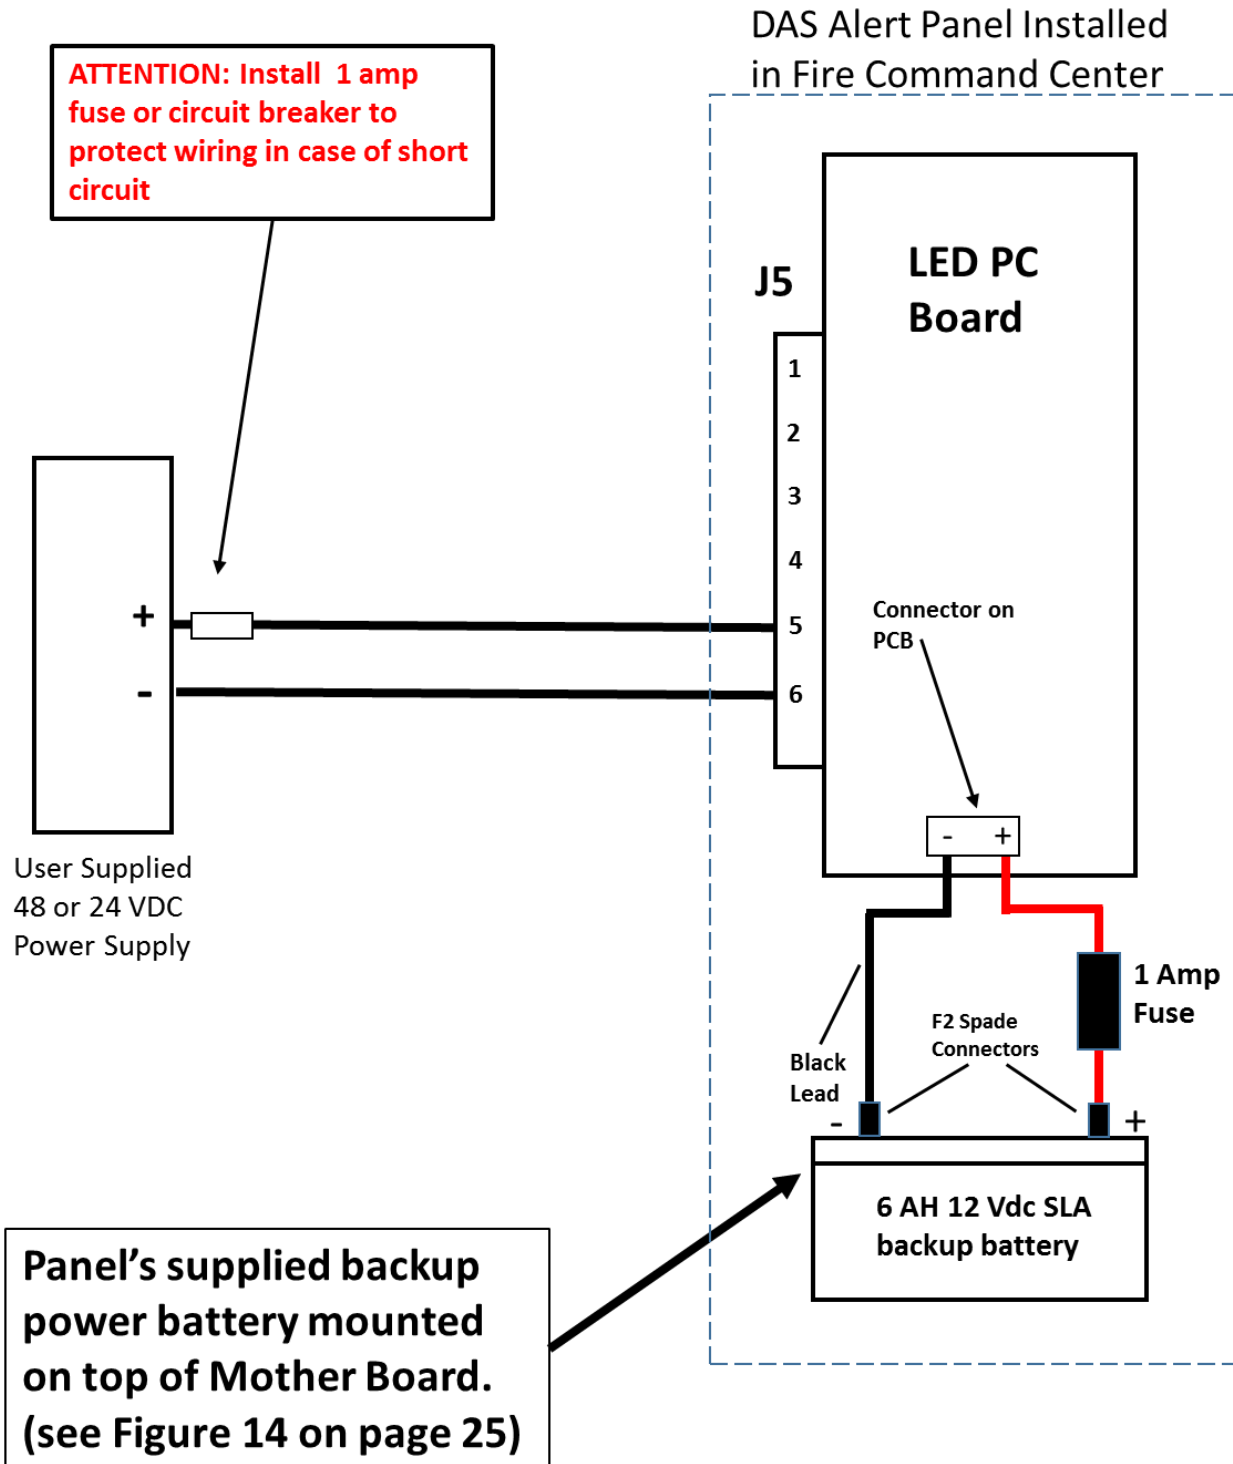 DAS Alert Panel Installed
in Fire Command Center
ATTENTION: Install 1 amp
fuse or circuit breaker to
protect wiring in case of short
circuit
LED PC
Board
J5
1
2
3
4
5
6
+
-
Connector on
PCB
- +
User Supplied
48 or 24 VDC
Power Supply
1 Amp
Fuse
F2 Spade
Connectors
Black
Lead
- +
6 AH 12 Vdc SLA
backup battery
Panel’s supplied backup
power battery mounted
on top of Mother Board.
(see Figure 14 on page 25)